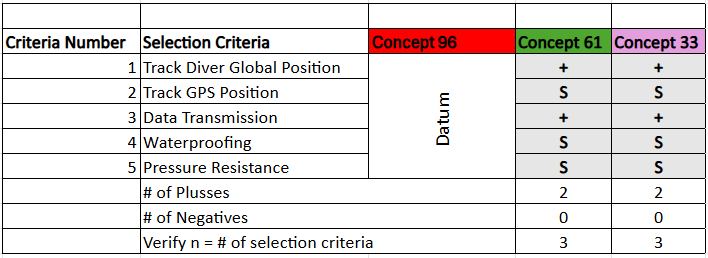 Criteria Number Selection Criteria Concept 96 Concept 61 Concept 33
1 Track Diver Global Position + +
2 Track GPS Position S S
3 Data Transmission + +
Datum
4 Waterproofing S S
5 Pressure Resistance S S
# of Plusses 2 2
# of Negatives 0 0
Verify n = # of selection criteria 3 3